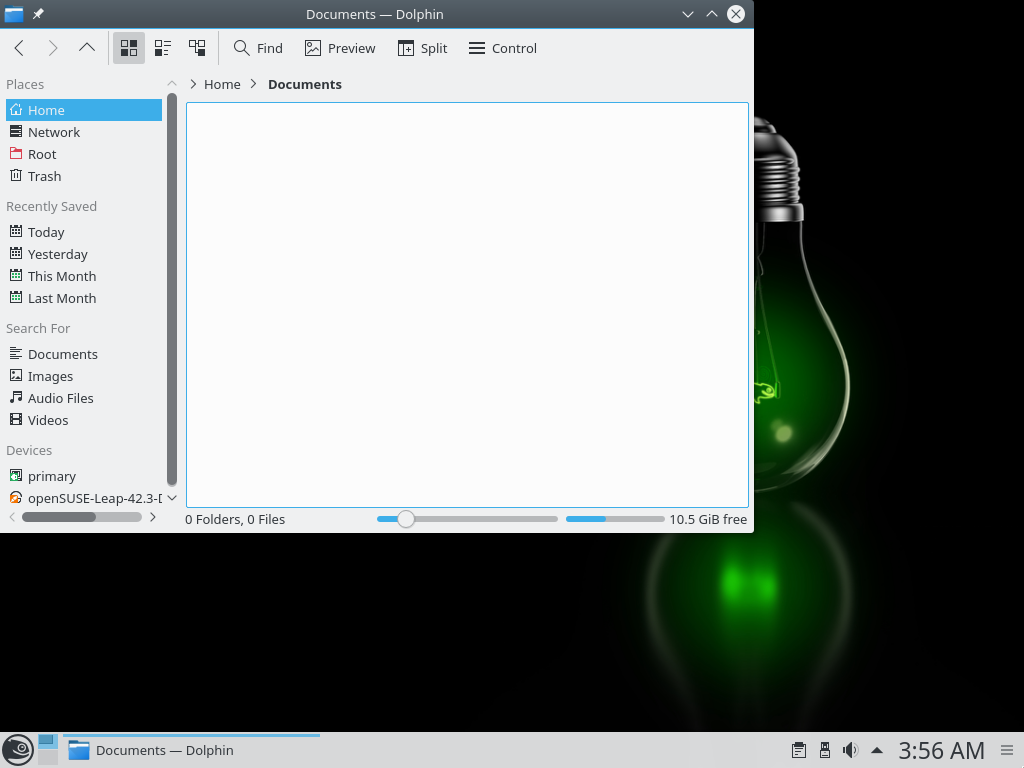 Documents — Dolphin
Find
Preview
Split
Control
Places
Home
Network
Root
Trash
Recently Saved
Today
Yesterday
This Month
Last Month
Search For
Documents
Images
Audio Files
Videos
Devices
primary
openSUSE-Leap-42.3-D
Home > Documents
0 Folders, 0 Files
10.5 GiB free
Documents — Dolphin
3:56 AM